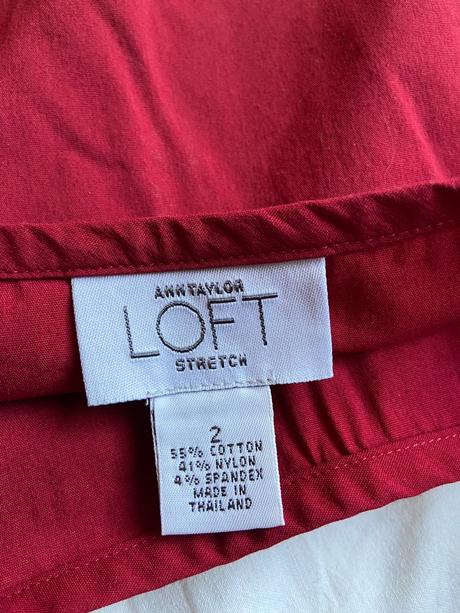 ANNTAYLOR
LOFT
STRETCH
2
55% COTTON
41% NYLON
4% SPANDEX
MADE IN
THAILAND